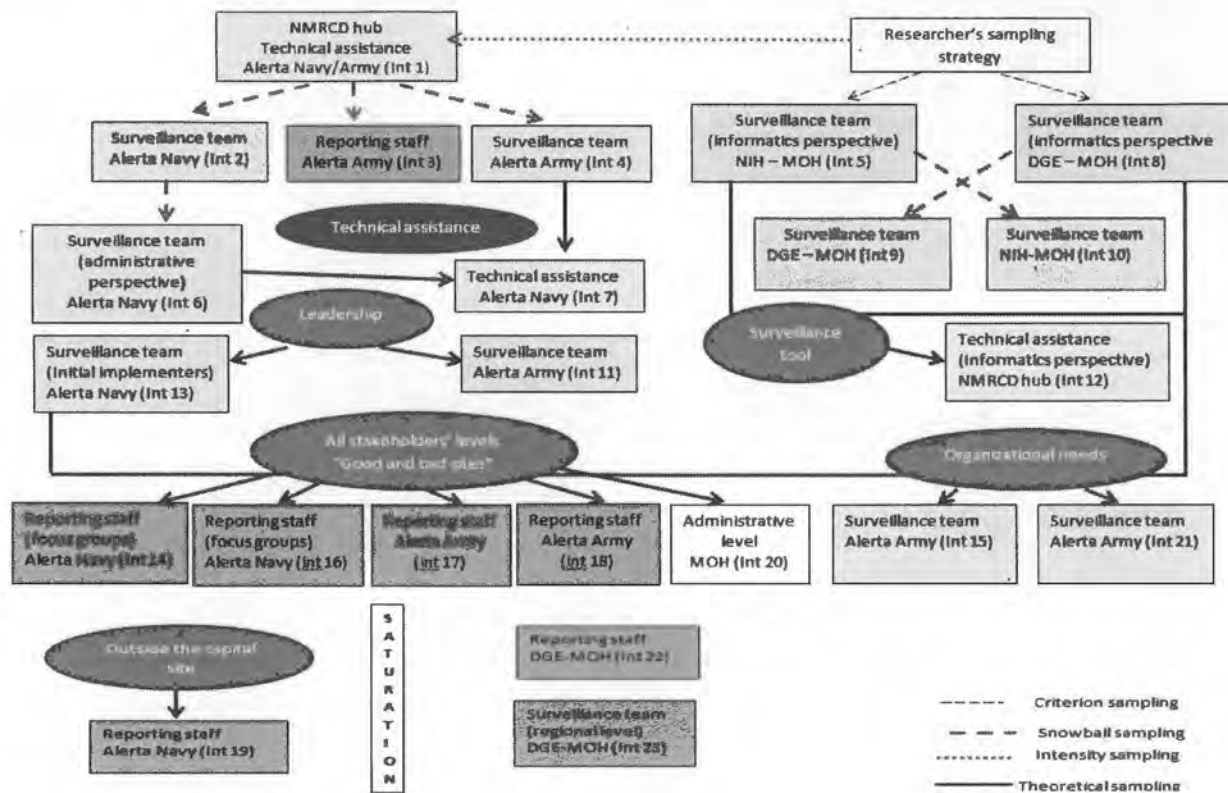 NMRCD hub
Technical assistance
Alerta Navy/Army (Int 1)
Researcher's sampling
strategy
Surveillance team
Alerta Navy (Int 2)
Reporting staff
Alerta Army (Int 3)
Surveillance team
Alerta Army (Int 4)
Surveillance team
(informatics perspective)
NIH – MOH (Int 5)
Surveillance team
(informatics perspective
DGE – MOH (Int 8)
Technical assistance
Surveillance team
DGE – MOH (Int 9)
Surveillance team
NIH-MOH (Int 10)
Surveillance team
(administrative
perspective)
Alerta Navy (Int 6)
Technical assistance
Alerta Navy (Int 7)
Leadership
Surveillance
tool
Surveillance team
(Initial implementers)
Alerta Navy (Int 13)
Surveillance team
Alerta Army (Int 11)
Technical assistance
(informatics perspective)
NMRCD hub (Int 12)
All stakeholders' levels
"Good and bad
Organizational needs
Reporting staff
(focus groups)
Alerta Navy (Int 14)
Reporting staff
(focus groups)
Alerta Navy (int 16)
Reporting staff
Alerta Army
(int 17)
Reporting staff
Alerta Army
(int 18)
Administrative
level
MOH (Int 20)
Surveillance team
Alerta Army (Int 15)
Surveillance team
Alerta Army (Int 21)
Outside the capital
site
Reporting staff
Alerta Navy (Int 19)
S
A
T
U
R
A
T
I
O
N
Reporting staff
DGE-MOH (Int 22)
Surveillance team
(regional level)
DGE-MOH (Int 23)
Criterion sampling
Snowball sampling
Intensity sampling
Theoretical sampling